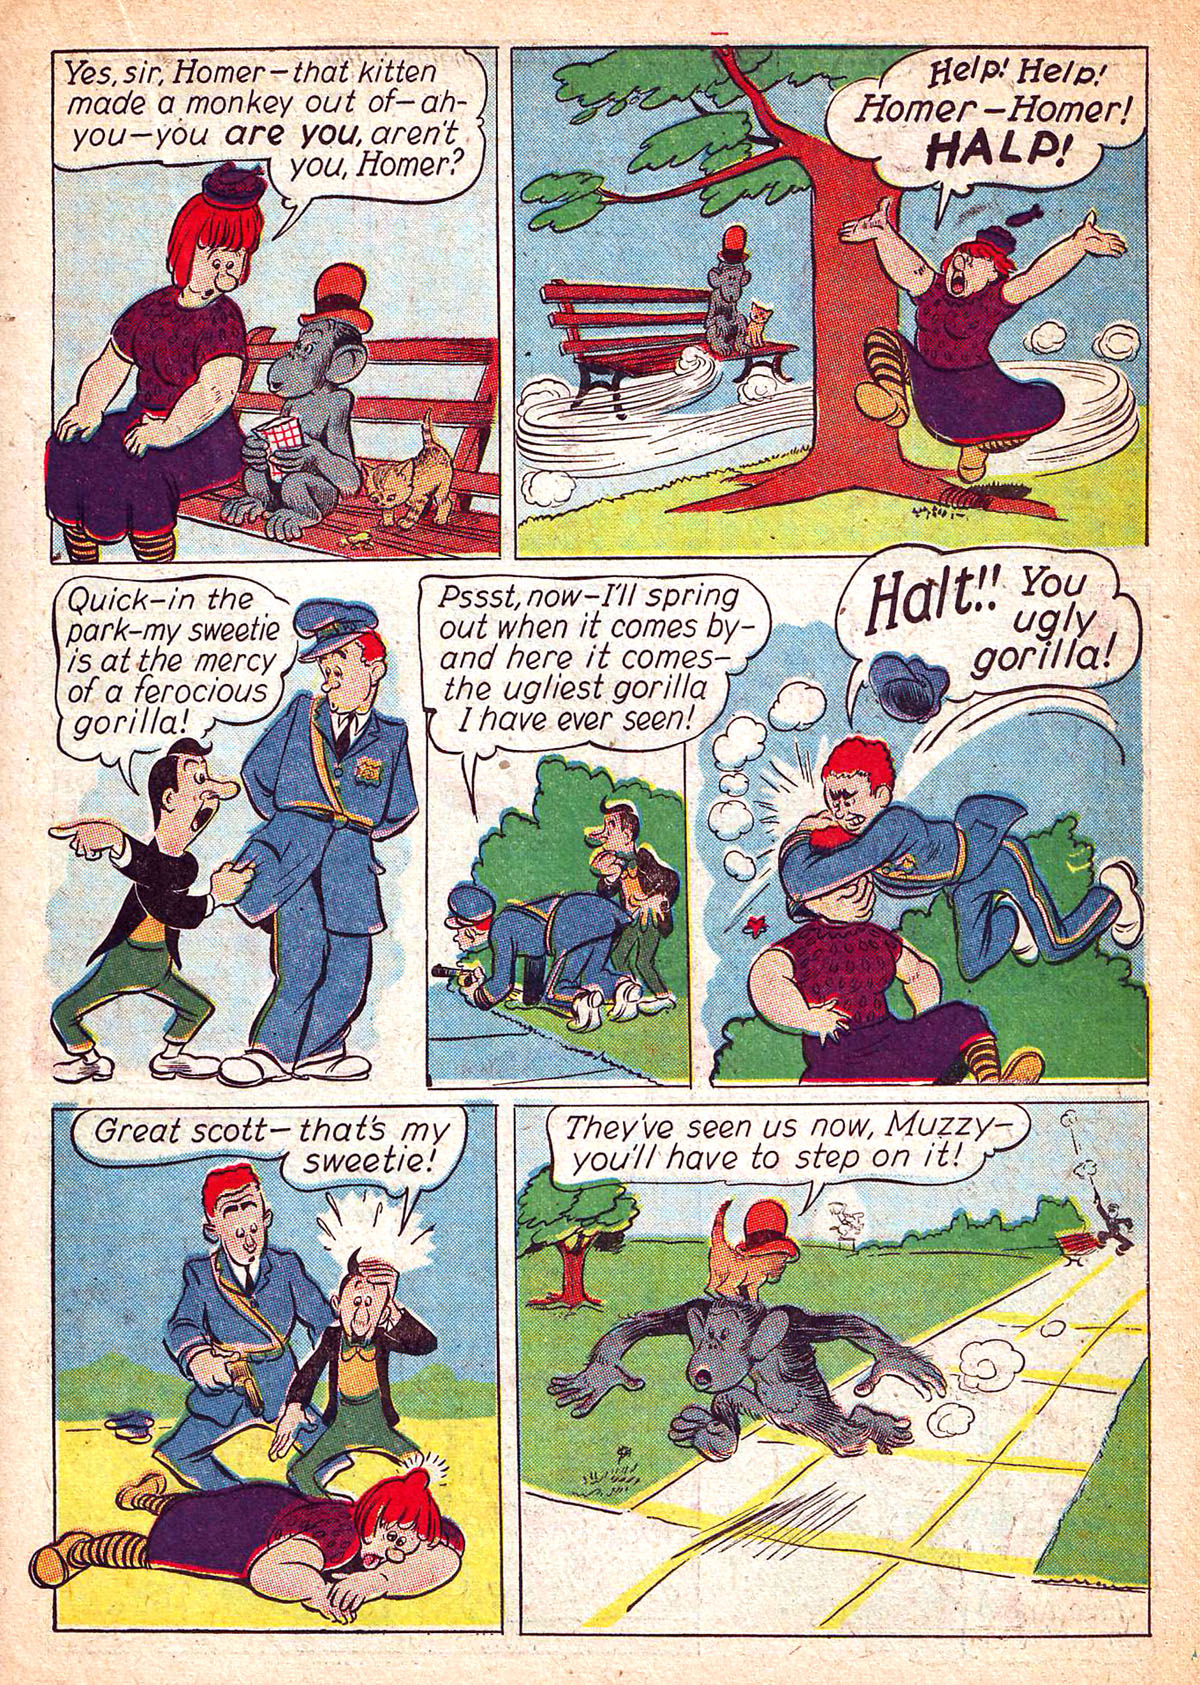 Yes, sir, Homer—that kitten
made a monkey out of—ah-
you—you are you, aren't
you, Homer?
Help! Help!
Homer—Homer!
HALP!
Quick—in the
park—my sweetie
is at the mercy
of a ferocious
gorilla!
Pssst, now—I'll spring
out when it comes by—
and here it comes—
the ugliest gorilla
I have ever seen!
Halt!! You
ugly
gorilla!
Great scott—that's my
sweetie!
They've seen us now, Muzzy—
you'll have to step on it!